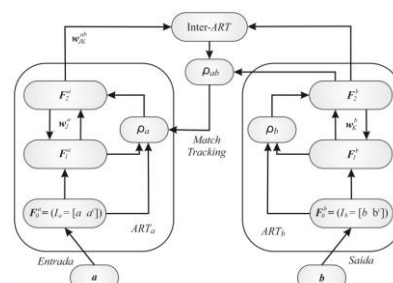 Inter-ART
w_JK^ab
ρ_ab
F_2^a
F_2^b
w_J^a
ρ_a
ρ_b
w_K^b
Match
Tracking
F_1^a
F_1^b
F_0^a=(I_a=[a a^c])
F_0^b=(I_b=[b b^c])
ART_a
ART_b
Entrada
Saída
a
b